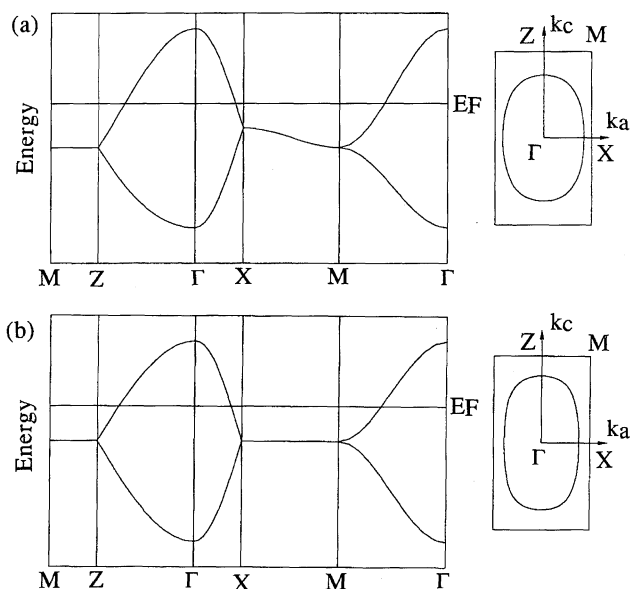 (a)
Energy
EF
M Z Γ X M Γ
Z kc M
ka
Γ X
(b)
Energy
EF
M Z Γ X M Γ
Z kc M
ka
Γ X